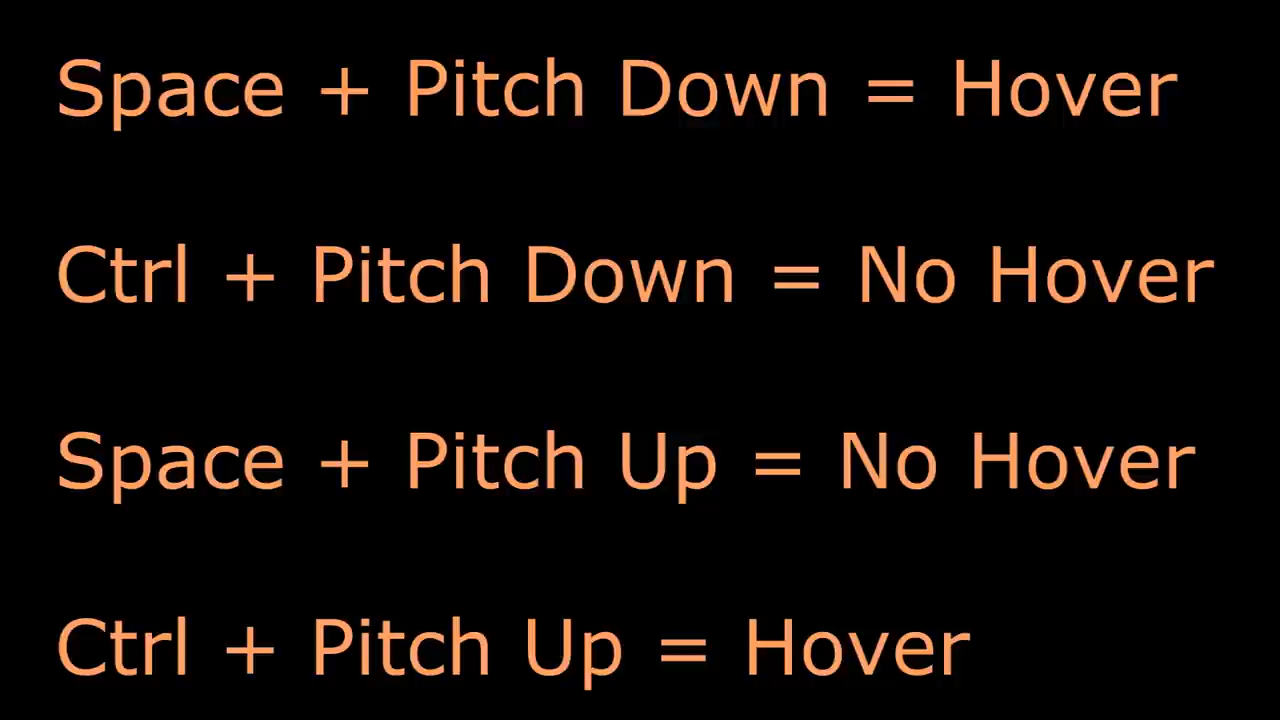 Space + Pitch Down = Hover
Ctrl + Pitch Down = No Hover
Space + Pitch Up = No Hover
Ctrl + Pitch Up = Hover